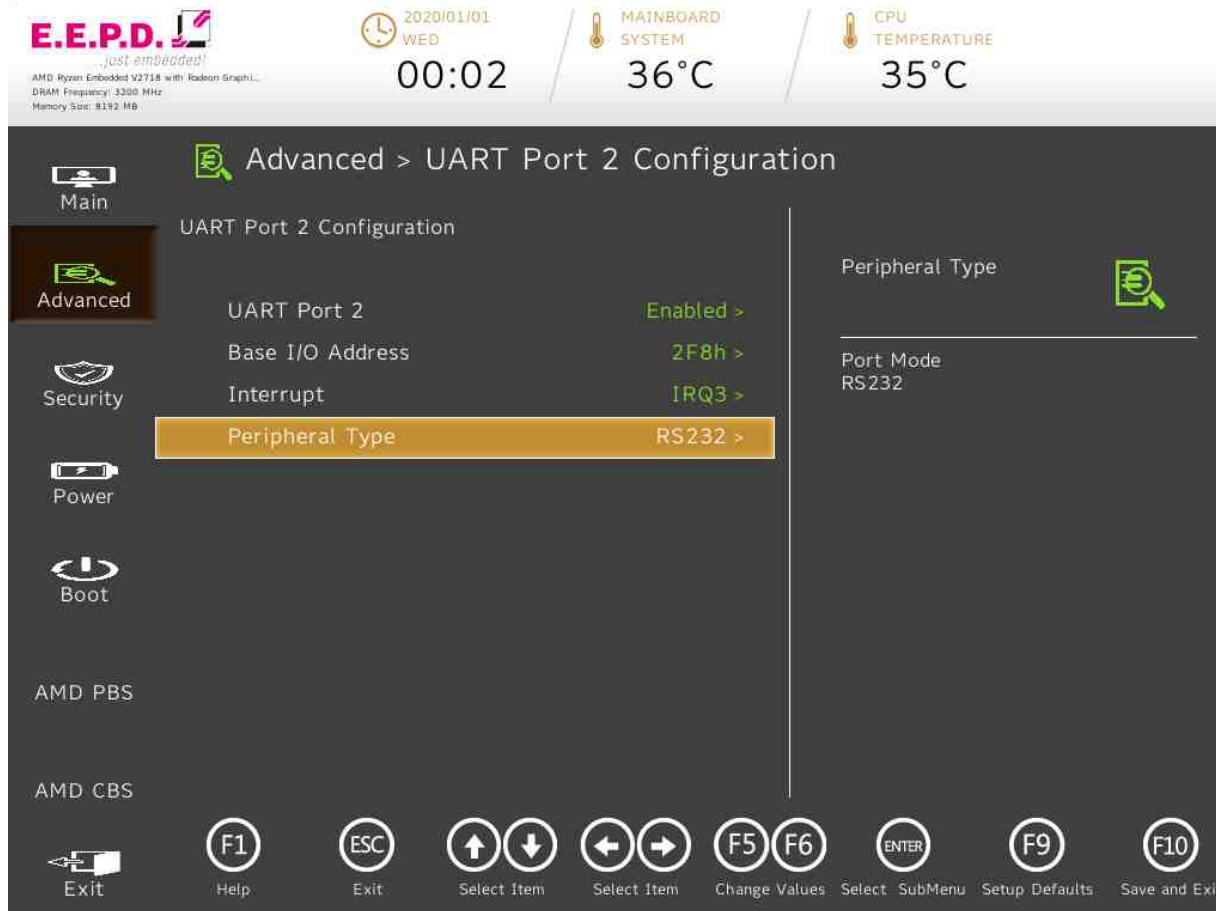 E.E.P.D.
...just embedded!
AMD Ryzen Embedded V2718 with Radeon Graphi...
DRAM Frequency: 3200 MHz
Memory Size: 8192 MB
2020/01/01
WED
00:02
MAINBOARD
SYSTEM
36°C
CPU
TEMPERATURE
35°C
Main
Advanced
Security
Power
Boot
AMD PBS
AMD CBS
Exit
Advanced > UART Port 2 Configuration
UART Port 2 Configuration
UART Port 2 Enabled >
Base I/O Address 2F8h >
Interrupt IRQ3 >
Peripheral Type RS232 >
Peripheral Type
Port Mode
RS232
F1 ESC F5 F6 ENTER F9 F10
Help Exit Select Item Select Item Change Values Select SubMenu Setup Defaults Save and Exi